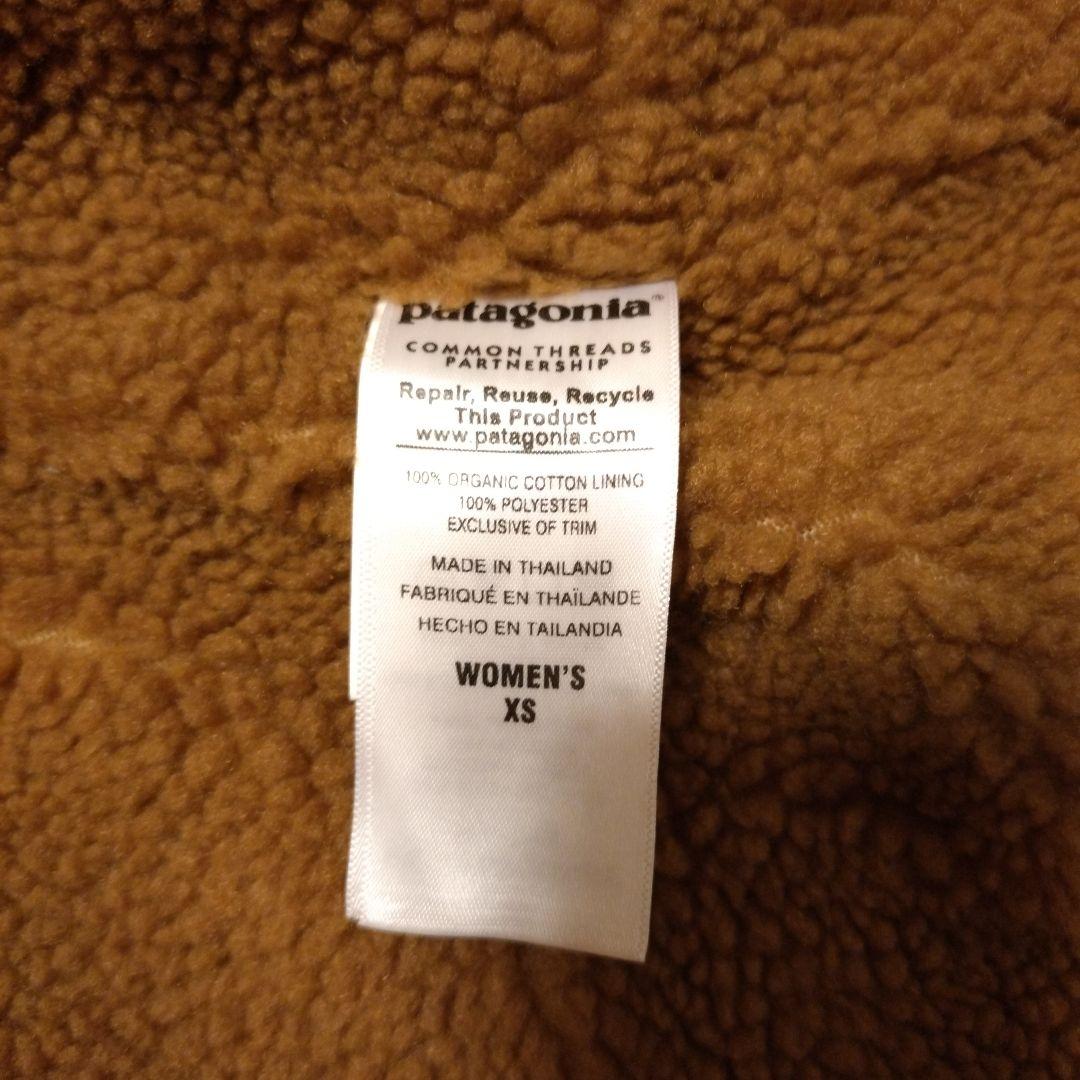 patagonia™
COMMON THREADS
PARTNERSHIP
Repair, Reuse, Recycle
This Product
www.patagonia.com
100% ORGANIC COTTON LINING
100% POLYESTER
EXCLUSIVE OF TRIM
MADE IN THAILAND
FABRIQUÉ EN THAÏLANDE
HECHO EN TAILANDIA
WOMEN'S
XS